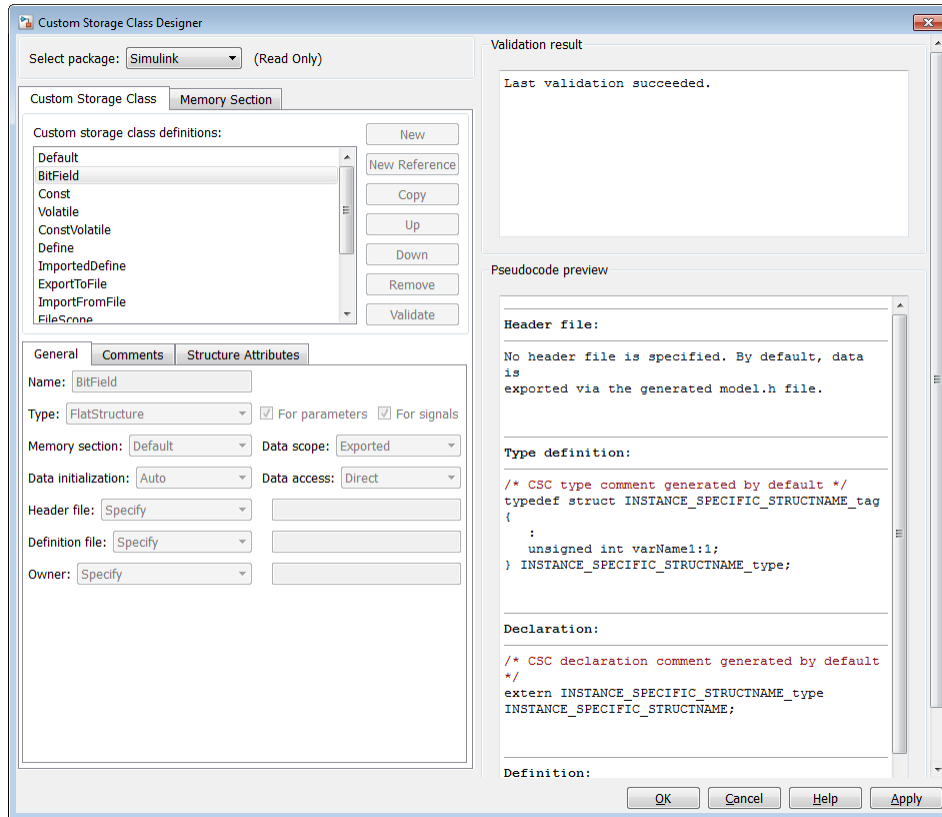 Custom Storage Class Designer
Select package: Simulink (Read Only)
Custom Storage Class Memory Section
Custom storage class definitions:
Default
BitField
Const
Volatile
ConstVolatile
Define
ImportedDefine
ExportToFile
ImportFromFile
FileScope
New
New Reference
Copy
Up
Down
Remove
Validate
General Comments Structure Attributes
Name: BitField
Type: FlatStructure For parameters For signals
Memory section: Default Data scope: Exported
Data initialization: Auto Data access: Direct
Header file: Specify
Definition file: Specify
Owner: Specify
Validation result
Last validation succeeded.
Pseudocode preview
Header file:
No header file is specified. By default, data
is
exported via the generated model.h file.
Type definition:
/* CSC type comment generated by default */
typedef struct INSTANCE_SPECIFIC_STRUCTNAME_tag
{
:
unsigned int varName1:1;
} INSTANCE_SPECIFIC_STRUCTNAME_type;
Declaration:
/* CSC declaration comment generated by default
*/
extern INSTANCE_SPECIFIC_STRUCTNAME_type
INSTANCE_SPECIFIC_STRUCTNAME;
Definition:
OK Cancel Help Apply